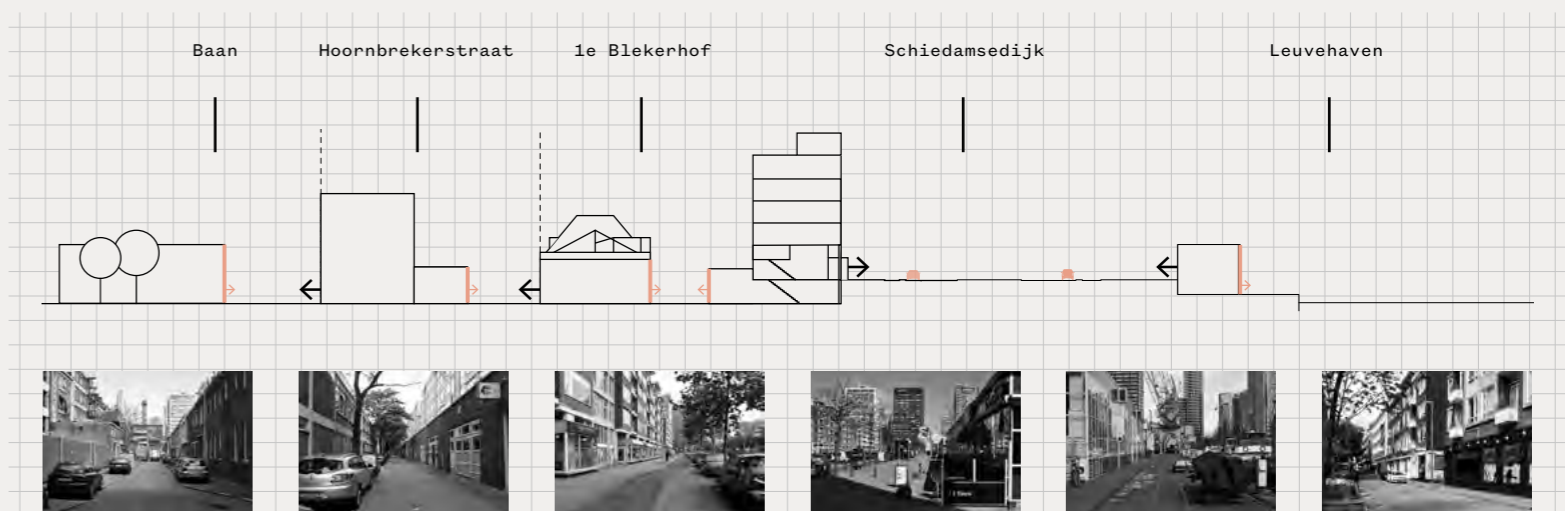 Baan
Hoornbrekerstraat
1e Blekerhof
Schiedamsedijk
Leuvehaven